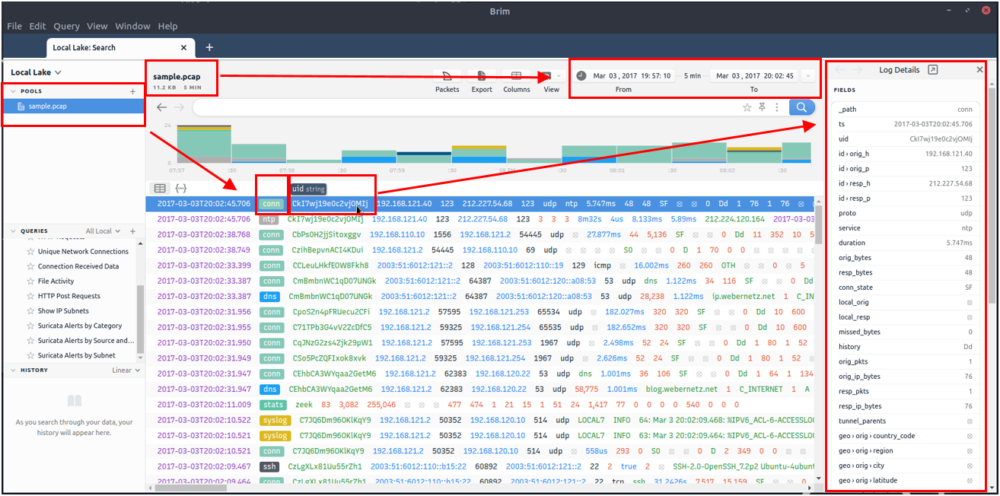 Brim
File Edit Query View Window Help
Local Lake: Search × +
Local Lake
POOLS +
sample.pcap
sample.pcap
11.2 KB 5 MIN
Packets Export Columns View
Mar 03 , 2017 19:57:10 – 5 min – Mar 03 , 2017 20:02:45
From To
24
0
07:57 :30 07:58 :30 :30 :30 :30 08:01 :30 08:02 :30
uid string
2017-03-03T20:02:45.706 conn CkI7wj19e0c2vjOMIj 192.168.121.40 123 212.227.54.68 123 udp ntp 5.747ms 48 48 SF ⊗ ⊗ 0 Dd 1 76 1 76 ⊗
2017-03-03T20:02:45.706 ntp CkI7wj19e0c2vjOMIj 192.168.121.40 123 212.227.54.68 123 3 3 3 8m32s 4us 8.133ms 5.89ms 212.224.120.164 2017-03-03
2017-03-03T20:02:38.768 conn CbPs0H2jjSitoxggv 192.168.110.10 1556 192.168.121.2 54445 udp ⊗ 27.877ms 44 5,136 SF ⊗ ⊗ 0 Dd 11 352 10 5
2017-03-03T20:02:38.749 conn CzihBepvnACI4KDui 192.168.121.2 54445 192.168.110.10 69 udp ⊗ ⊗ ⊗ ⊗ S0 ⊗ ⊗ 0 D 1 70 0 0 ⊗ ⊗ ⊗ ⊗ ⊗
2017-03-03T20:02:33.399 conn CCLeuLHkfEOW8Fkh8 2003:51:6012:121::2 128 2003:51:6012:110::19 129 icmp ⊗ 16.002ms 260 260 OTH ⊗ ⊗ 0 ⊗ 5
2017-03-03T20:02:33.387 conn CmBmbnWC1qDO7UNGk 2003:51:6012:121::2 64387 2003:51:6012:120::a08:53 53 udp dns 1.122ms 34 116 SF ⊗ ⊗ 0 Dd
2017-03-03T20:02:33.387 dns CmBmbnWC1qDO7UNGk 2003:51:6012:121::2 64387 2003:51:6012:120::a08:53 53 udp 28,238 1.122ms ip.webernetz.net 1 C_IN
2017-03-03T20:02:31.956 conn CpoS2n4pFRUecu2CFi 192.168.121.2 57595 192.168.121.253 65534 udp ⊗ 182.027ms 320 320 SF ⊗ ⊗ 0 Dd 10 600
2017-03-03T20:02:31.955 conn C71TPb3G4vV2ZcDfC5 192.168.121.2 59325 192.168.121.254 65535 udp ⊗ 182.652ms 320 320 SF ⊗ ⊗ 0 Dd 10 600
2017-03-03T20:02:31.950 conn CqJNzG2zs4Zjk29pW1 192.168.121.2 57595 192.168.121.253 1967 udp ⊗ 2.498ms 52 24 SF ⊗ ⊗ 0 Dd 1 80 1 52
2017-03-03T20:02:31.949 conn CSo5PcZQFIxok8xvk 192.168.121.2 59325 192.168.121.254 1967 udp ⊗ 2.626ms 52 24 SF ⊗ ⊗ 0 Dd 1 80 1 52
2017-03-03T20:02:31.947 conn CEhbCA3WYqaa2GetM6 192.168.121.2 62383 192.168.120.22 53 udp dns 1.001ms 36 106 SF ⊗ ⊗ 0 Dd 1 64 1 134
2017-03-03T20:02:31.947 dns CEhbCA3WYqaa2GetM6 192.168.121.2 62383 192.168.120.22 53 udp 58,775 1.001ms blog.webernetz.net 1 C_INTERNET 1 A
2017-03-03T20:02:11.009 stats zeek 83 3,082 255,046 ⊗ ⊗ ⊗ 477 474 1 21 15 1 51 24 1,417 77 0 0 0 0 540 0 0 0
2017-03-03T20:02:10.522 syslog C7JQ6Dm96OKlKqY9 192.168.121.2 50352 192.168.120.10 514 udp LOCAL7 INFO 64: Mar 3 20:02:09.468: %IPV6_ACL-6-ACCESSLO
2017-03-03T20:02:10.521 syslog C7JQ6Dm96OKlKqY9 192.168.121.2 50352 192.168.120.10 514 udp LOCAL7 INFO 63: Mar 3 20:02:09.464: %IPV6_ACL-6-ACCESSLO
2017-03-03T20:02:10.521 conn C7JQ6Dm96OKlKqY9 192.168.121.2 50352 192.168.120.10 514 udp ⊗ 558us 293 0 S0 ⊗ ⊗ 0 D 2 349 0 0 ⊗
2017-03-03T20:02:09.467 ssh CzLgXLx81Uu55rZh1 2003:51:6012:110::b15:22 60892 2003:51:6012:121::2 22 2 true 2 ⊗ SSH-2.0-OpenSSH_7.2p2 Ubuntu-4ubunt
2017-03-03T20:02:09.464 conn CzLgXLx81Uu55rZh1 2003:51:6012:110::b15:22 60892 2003:51:6012:121::2 22 tcp ssh 31.2426s 7,517 15,159 SF ⊗ ⊗ 0
QUERIES All Local +
Unique Network Connections
Connection Received Data
File Activity
HTTP Post Requests
Show IP Subnets
Suricata Alerts by Category
Suricata Alerts by Source and...
Suricata Alerts by Subnet
HISTORY Linear
As you search through your data, your
history will appear here.
Log Details ×
FIELDS
_path conn
ts 2017-03-03T20:02:45.706
uid CkI7wj19e0c2vjOMIj
id › orig_h 192.168.121.40
id › orig_p 123
id › resp_h 212.227.54.68
id › resp_p 123
proto udp
service ntp
duration 5.747ms
orig_bytes 48
resp_bytes 48
conn_state SF
local_orig ⊗
local_resp ⊗
missed_bytes 0
history Dd
orig_pkts 1
orig_ip_bytes 76
resp_pkts 1
resp_ip_bytes 76
tunnel_parents ⊗
geo › orig › country_code ⊗
geo › orig › region ⊗
geo › orig › city ⊗
geo › orig › latitude ⊗